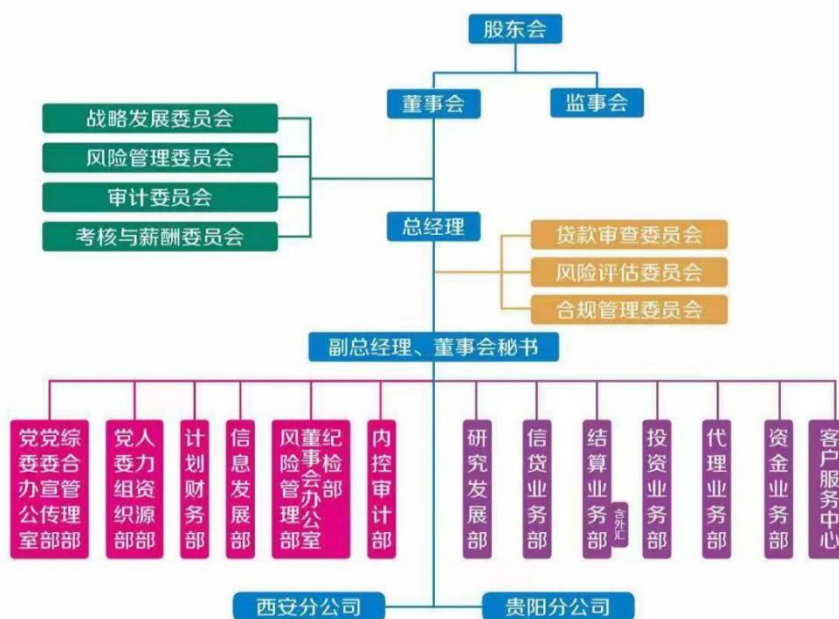 股东会
董事会
监事会
战略发展委员会
风险管理委员会
审计委员会
考核与薪酬委员会
总经理
贷款审查委员会
风险评估委员会
合规管理委员会
副总经理、董事会秘书
党委办公室
党委宣传部
综合管理部
党委组织部
人力资源部
计划财务部
信息发展部
风险管理部
董事会办公室
纪检部
内控审计部
研究发展部
信贷业务部
结算业务部
含外汇
投资业务部
代理业务部
资金业务部
客户服务中心
西安分公司
贵阳分公司